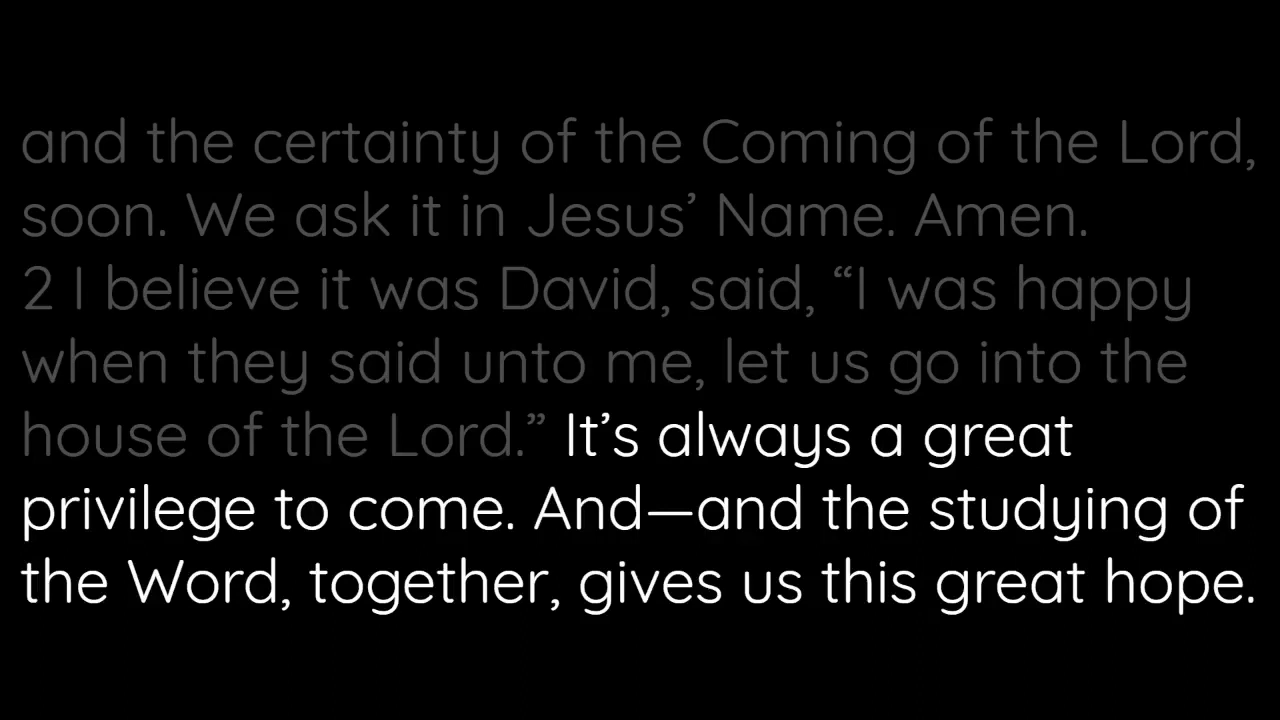 and the certainty of the Coming of the Lord,
soon. We ask it in Jesus’ Name. Amen.
2 I believe it was David, said, “I was happy
when they said unto me, let us go into the
house of the Lord.” It’s always a great
privilege to come. And—and the studying of
the Word, together, gives us this great hope.